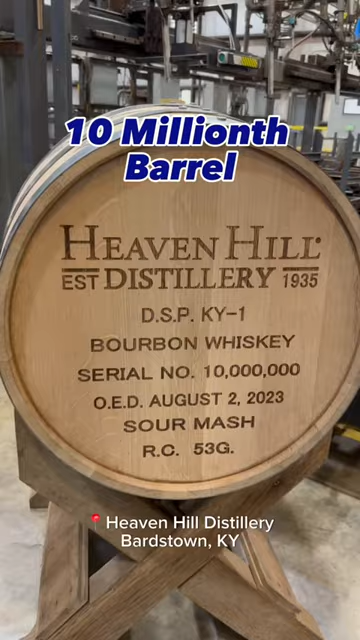 10 Millionth
Barrel
HEAVEN HILL
EST DISTILLERY 1935
D.S.P. KY-1
BOURBON WHISKEY
SERIAL NO. 10,000,000
O.E.D. AUGUST 2, 2023
SOUR MASH
R.C. 53G.
📍Heaven Hill Distillery
Bardstown, KY